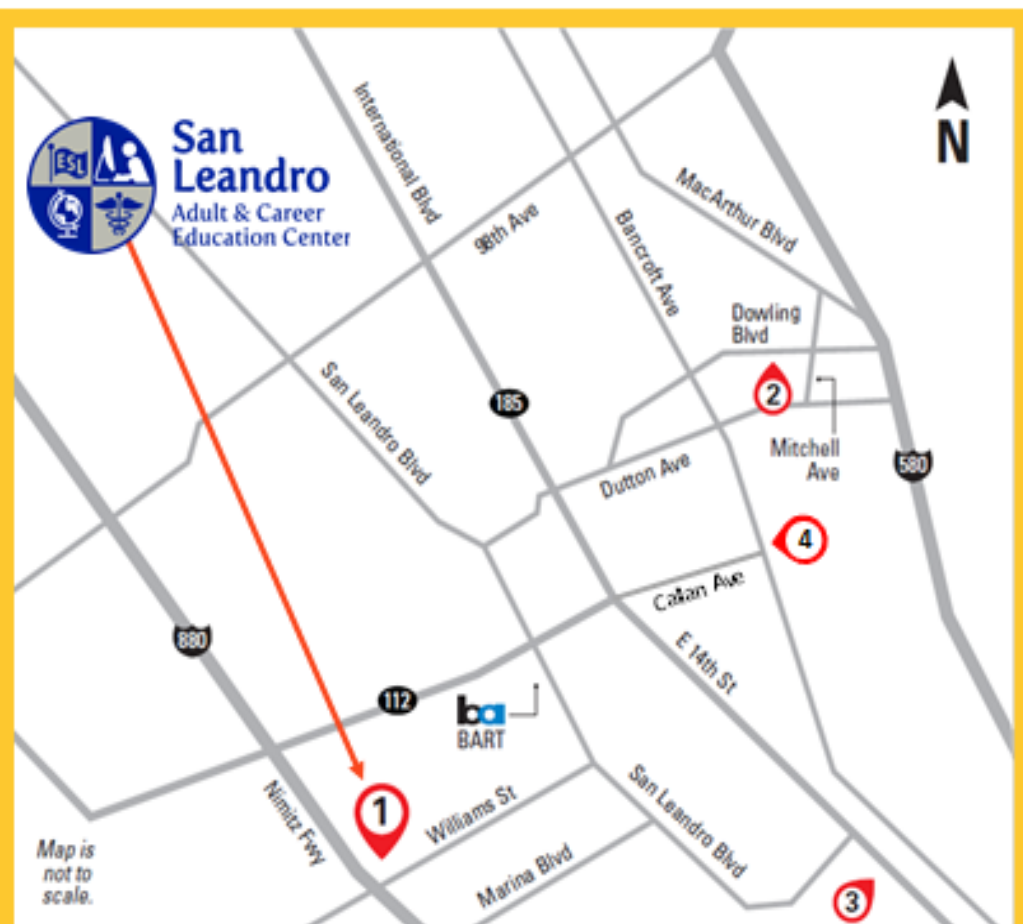 ESL
San
Leandro
Adult & Career
Education Center
N
International Blvd
98th Ave
MacArthur Blvd
Bancroft Ave
Dowling
Blvd
San Leandro Blvd
185
2
Mitchell
Ave
580
Dutton Ave
4
Callan Ave
880
E 14th St
112
ba
BART
1
Nimitz Fwy
Williams St
San Leandro Blvd
Marina Blvd
Map is
not to
scale.
3